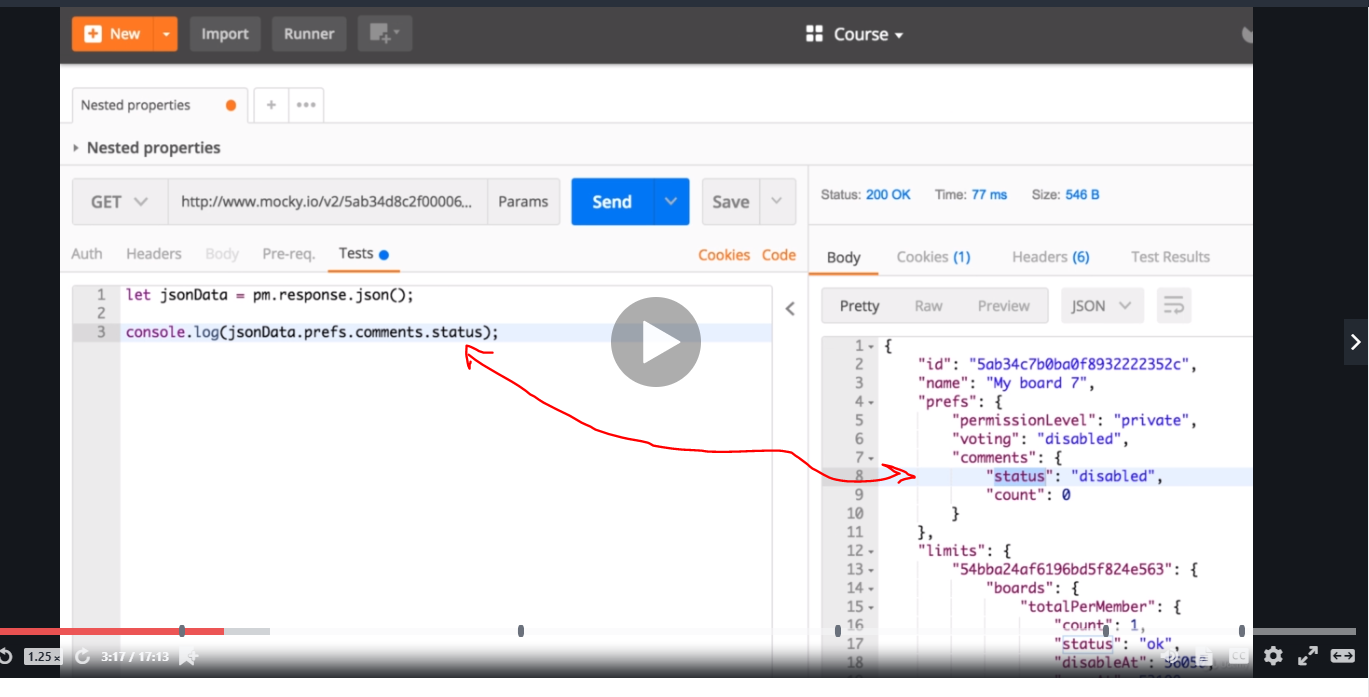 New Import Runner Course
Nested properties + •••
Nested properties
GET http://www.mocky.io/v2/5ab34d8c2f00006... Params Send Save
Status: 200 OK Time: 77 ms Size: 546 B
Auth Headers Body Pre-req. Tests Cookies Code
Body Cookies (1) Headers (6) Test Results
Pretty Raw Preview JSON
1 let jsonData = pm.response.json();
2
3 console.log(jsonData.prefs.comments.status);
1 {
2 "id": "5ab34c7b0ba0f8932222352c",
3 "name": "My board 7",
4 "prefs": {
5 "permissionLevel": "private",
6 "voting": "disabled",
7 "comments": {
8 "status": "disabled",
9 "count": 0
10 }
11 },
12 "limits": {
13 "54bba24af6196bd5f824e563": {
14 "boards": {
15 "totalPerMember": {
16 "count": 1,
17 "status": "ok",
18 "disableAt":
1.25x 3:17 / 17:13 CC